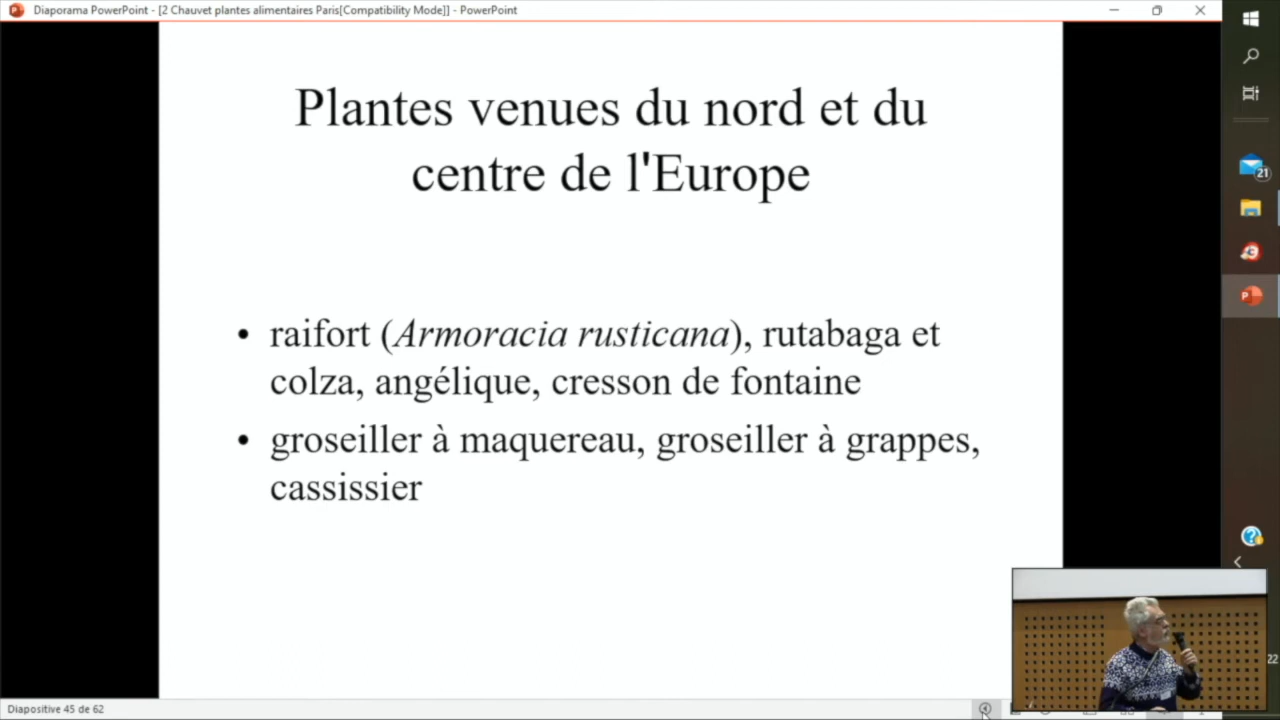 Diaporama PowerPoint - [2 Chauvet plantes alimentaires Paris[Compatibility Mode]] - PowerPoint
Plantes venues du nord et du
centre de l'Europe
• raifort (Armoracia rusticana), rutabaga et
colza, angélique, cresson de fontaine
• groseiller à maquereau, groseiller à grappes,
cassissier
21
22
Diapositive 45 de 62